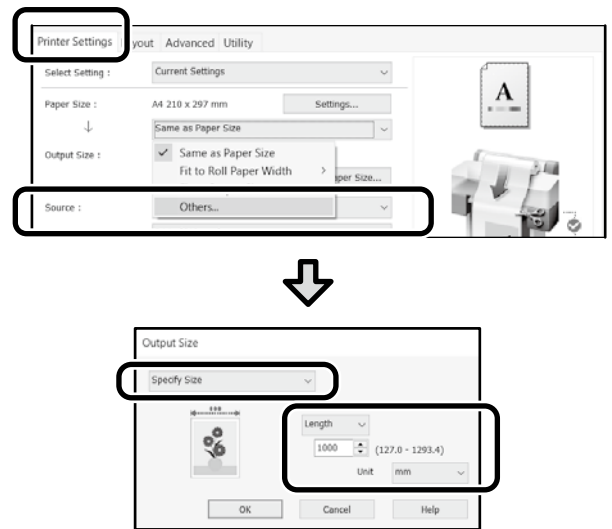 Printer Settings yout Advanced Utility
Select Setting : Current Settings
Paper Size : A4 210 x 297 mm Settings...
Same as Paper Size
Output Size : Same as Paper Size
Fit to Roll Paper Width
per Size...
Source : Others...
A
Output Size
Specify Size
Length
1000 (127.0 - 1293.4)
Unit mm
OK Cancel Help